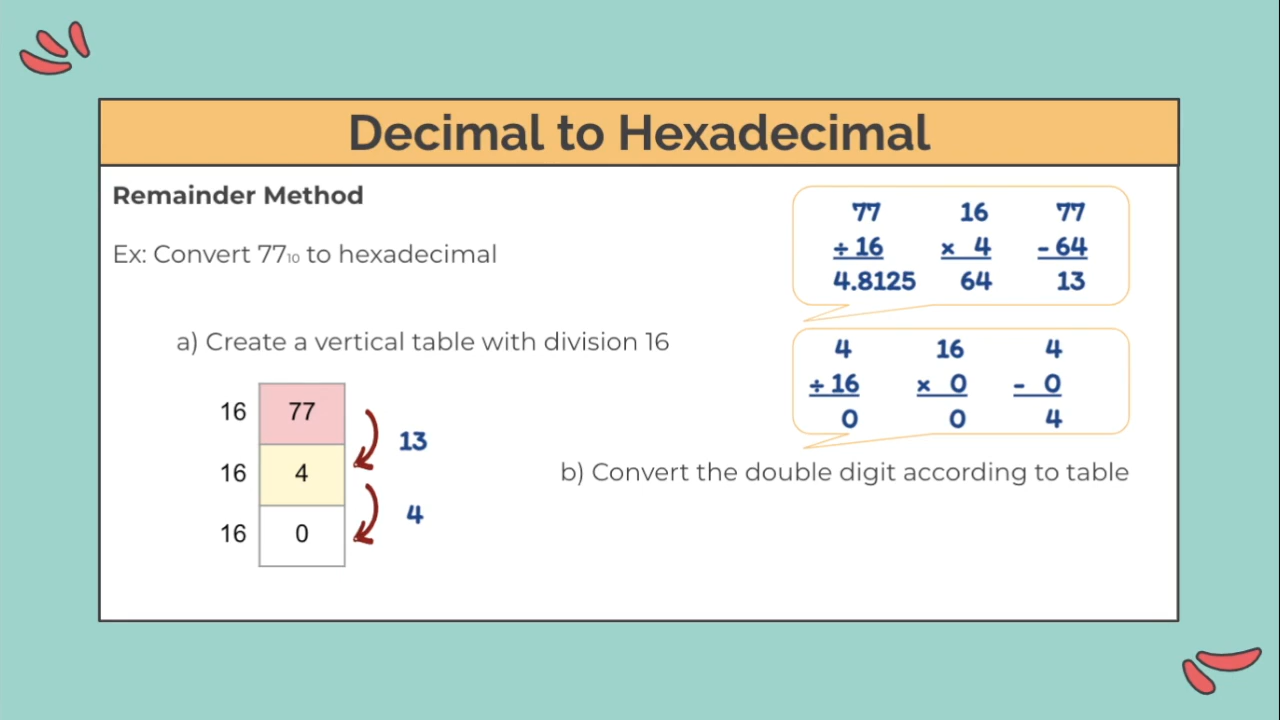 Decimal to Hexadecimal
Remainder Method
Ex: Convert 77₁₀ to hexadecimal
77 16 77
÷ 16 × 4 - 64
4.8125 64 13
4 16 4
÷ 16 × 0 - 0
0 0 4
a) Create a vertical table with division 16
16 77
13
16 4
4
16 0
b) Convert the double digit according to table